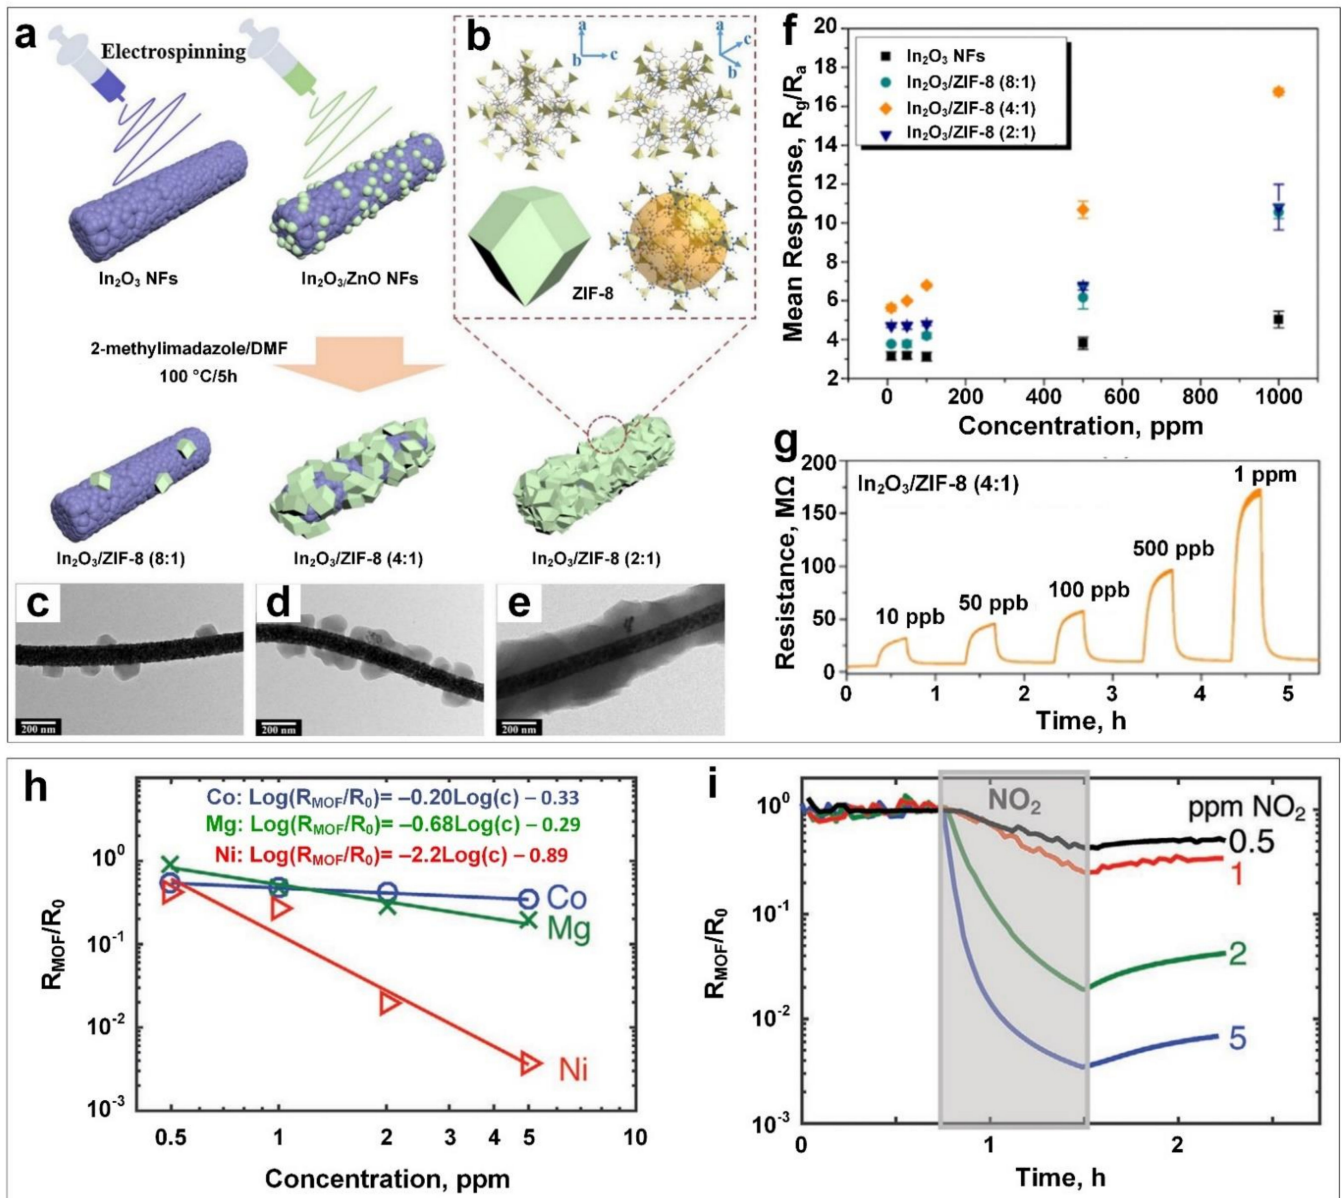 a
Electrospinning
In₂O₃ NFs
In₂O₃/ZnO NFs
2-methylimadazole/DMF
100 °C/5h
In₂O₃/ZIF-8 (8:1)
In₂O₃/ZIF-8 (4:1)
In₂O₃/ZIF-8 (2:1)
b
a
b
c
a
c
b
ZIF-8
c
200 nm
d
200 nm
e
200 nm
f
Mean Response, Rg/Ra
20
18
16
14
12
10
8
6
4
2
In₂O₃ NFs
In₂O₃/ZIF-8 (8:1)
In₂O₃/ZIF-8 (4:1)
In₂O₃/ZIF-8 (2:1)
0 200 400 600 800 1000
Concentration, ppm
g
Resistance, MΩ
200
150
100
50
0
In₂O₃/ZIF-8 (4:1)
10 ppb
50 ppb
100 ppb
500 ppb
1 ppm
0 1 2 3 4 5
Time, h
h
RMOF/R₀
Co: Log(RMOF/R₀)= –0.20Log(c) – 0.33
Mg: Log(RMOF/R₀)= –0.68Log(c) – 0.29
Ni: Log(RMOF/R₀)= –2.2Log(c) – 0.89
10⁰
10⁻¹
10⁻²
10⁻³
Co
Mg
Ni
0.5 1 2 3 4 5 10
Concentration, ppm
i
RMOF/R₀
10⁰
10⁻¹
10⁻²
10⁻³
NO₂
ppm NO₂
0.5
1
2
5
0 1 2
Time, h